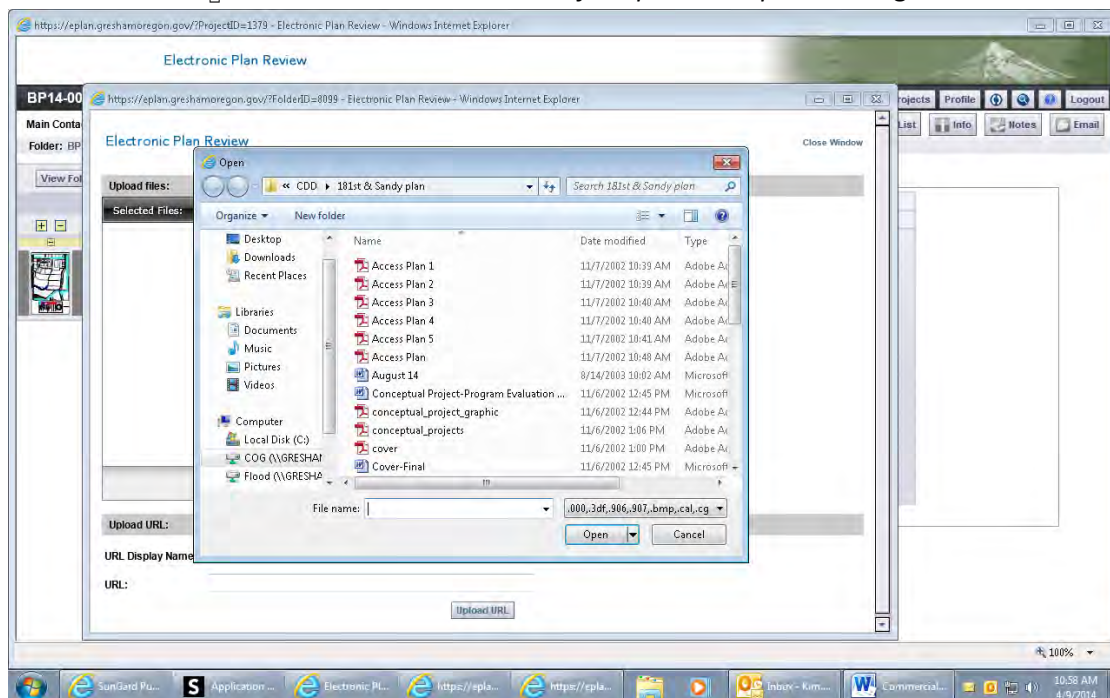 https://eplan.greshamoregon.gov/?ProjectID=1379 - Electronic Plan Review - Windows Internet Explorer
Electronic Plan Review
BP14-00
https://eplan.greshamoregon.gov/?FolderID=8099 - Electronic Plan Review - Windows Internet Explorer
rojects Profile Logout
Main Conta
List Info Notes Email
Folder: BP
Electronic Plan Review
Close Window
View Fol
Open
Upload files:
« CDD ▸ 181st & Sandy plan
Search 181st & Sandy plan
Selected Files:
Organize New folder
Name Date modified Type
Desktop
Downloads
Recent Places
Libraries
Documents
Music
Pictures
Videos
Computer
Local Disk (C:)
COG (\\GRESHAM
Flood (\\GRESHA
Access Plan 1 11/7/2002 10:39 AM Adobe Ac
Access Plan 2 11/7/2002 10:39 AM Adobe Ac
Access Plan 3 11/7/2002 10:40 AM Adobe Ac
Access Plan 4 11/7/2002 10:40 AM Adobe Ac
Access Plan 5 11/7/2002 10:41 AM Adobe Ac
Access Plan 11/7/2002 10:48 AM Adobe Ac
August 14 8/14/2003 10:02 AM Microsoft
Conceptual Project-Program Evaluation ... 11/6/2002 12:45 PM Microsoft
conceptual_project_graphic 11/6/2002 12:44 PM Adobe Ac
conceptual_projects 11/6/2002 1:06 PM Adobe Ac
cover 11/6/2002 1:00 PM Adobe Ac
Cover-Final 11/6/2002 12:45 PM Microsoft
File name:
.000,.3df,.906,.907,.bmp,.cal,.cg
Open Cancel
Upload URL:
URL Display Name
URL:
Upload URL
100%
SunGard Pu... Application ... Electronic Pl... https://epla... https://epla... Inbox - Kim... Commercial...
10:58 AM
4/9/2014